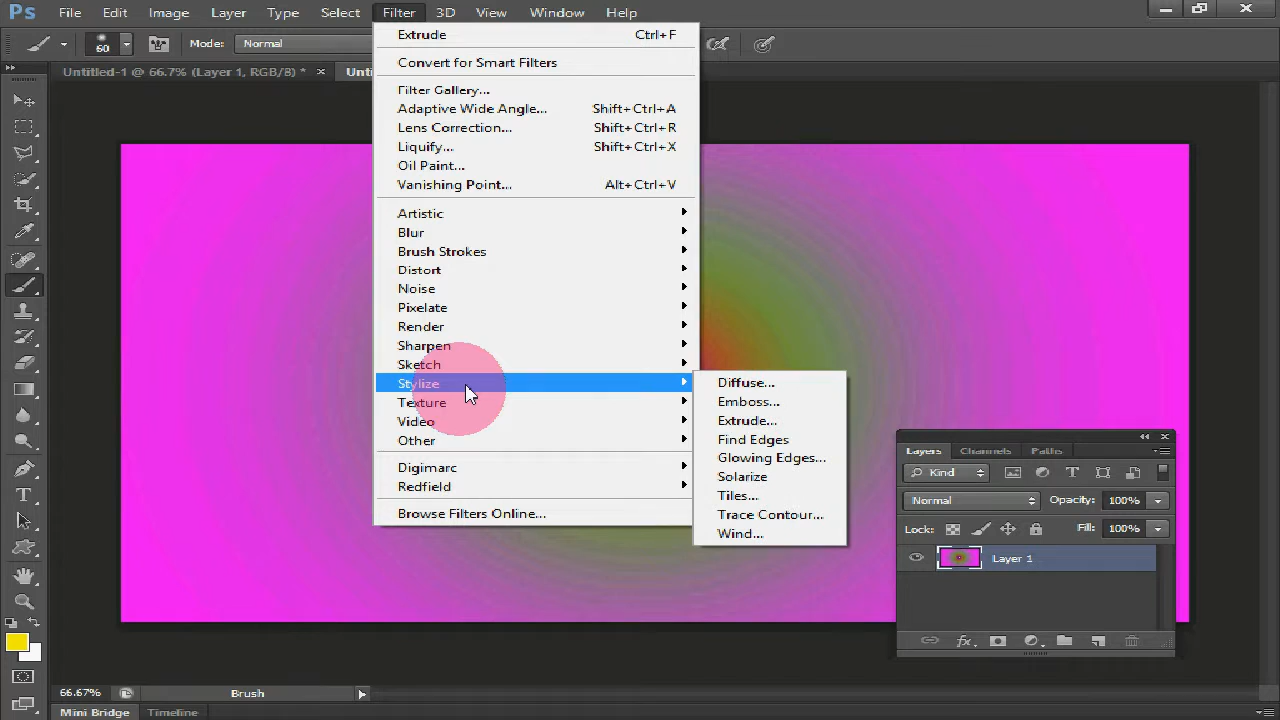 Ps File Edit Image Layer Type Select Filter 3D View Window Help
60 Mode: Normal
Untitled-1 @ 66.7% (Layer 1, RGB/8) * × Unti
Extrude Ctrl+F
Convert for Smart Filters
Filter Gallery...
Adaptive Wide Angle... Shift+Ctrl+A
Lens Correction... Shift+Ctrl+R
Liquify... Shift+Ctrl+X
Oil Paint...
Vanishing Point... Alt+Ctrl+V
Artistic
Blur
Brush Strokes
Distort
Noise
Pixelate
Render
Sharpen
Sketch
Stylize
Texture
Video
Other
Digimarc
Redfield
Browse Filters Online...
Diffuse...
Emboss...
Extrude...
Find Edges
Glowing Edges...
Solarize
Tiles...
Trace Contour...
Wind...
Layers Channels Paths
Kind
Normal Opacity: 100%
Lock: Fill: 100%
Layer 1
66.67% Brush
Mini Bridge Timeline